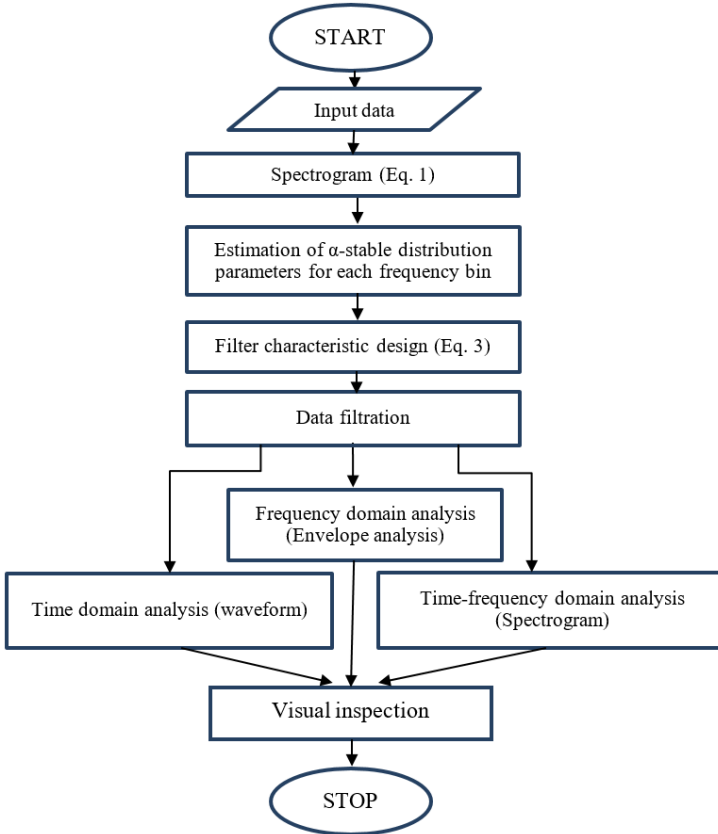 START
Input data
Spectrogram (Eq. 1)
Estimation of α-stable distribution
parameters for each frequency bin
Filter characteristic design (Eq. 3)
Data filtration
Frequency domain analysis
(Envelope analysis)
Time domain analysis (waveform)
Time-frequency domain analysis
(Spectrogram)
Visual inspection
STOP